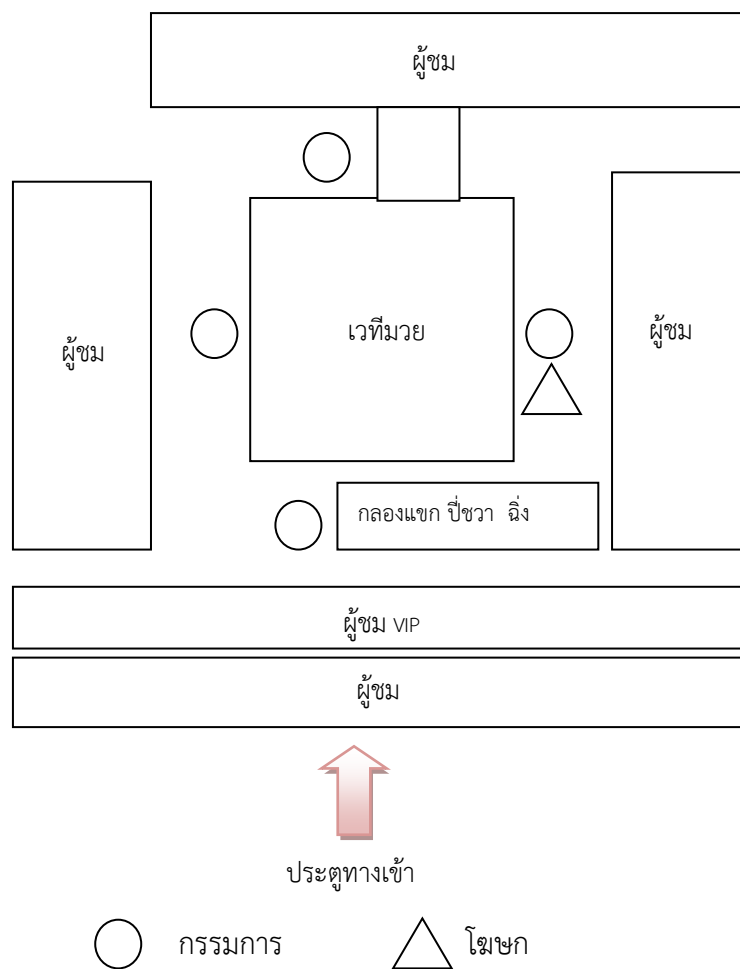 ผู้ชม
ผู้ชม
เวทีมวย
ผู้ชม
กลองแขก ปี่ชวา ฉิ่ง
ผู้ชม VIP
ผู้ชม
ประตูทางเข้า
กรรมการ
โฆษก